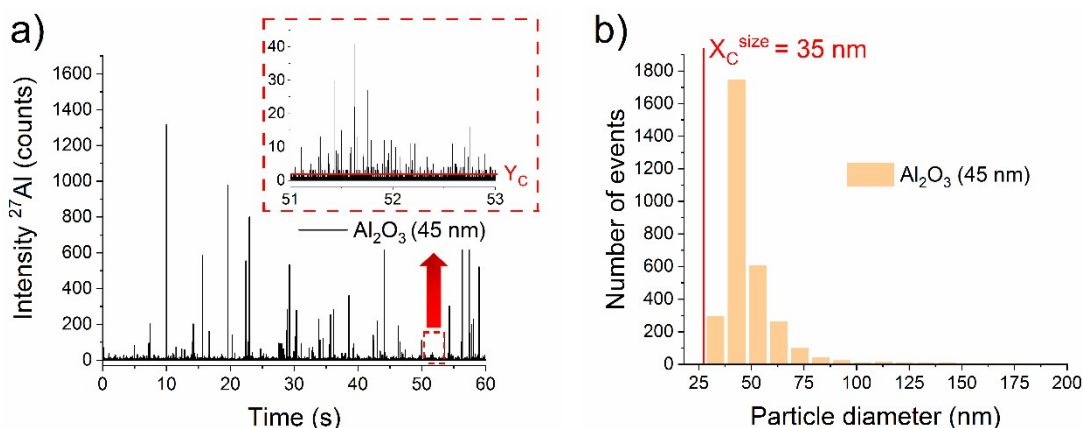 a)
Intensity ²⁷Al (counts)
1600
1400
1200
1000
800
600
400
200
0
0 10 20 30 40 50 60
Time (s)
40
30
20
10
0
51 52 53
Y_C
Al₂O₃ (45 nm)
b)
X_C^size = 35 nm
Number of events
1800
1600
1400
1200
1000
800
600
400
200
0
25 50 75 100 125 150 175 200
Particle diameter (nm)
Al₂O₃ (45 nm)